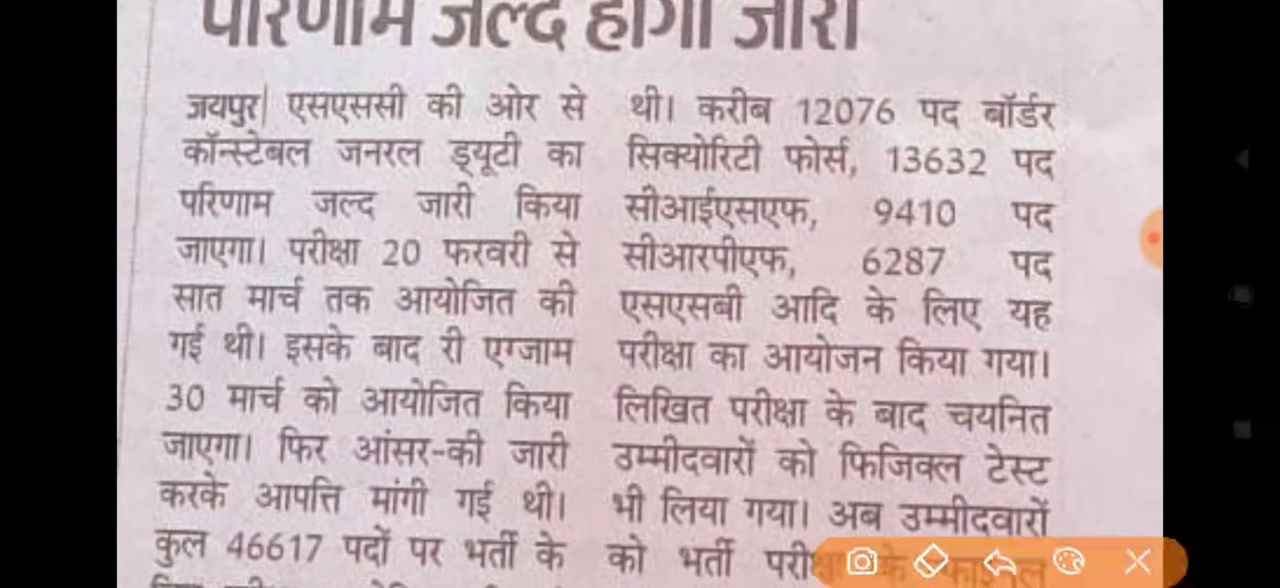 परिणाम जल्द होगा जारी
जयपुर| एसएससी की ओर से
कॉन्स्टेबल जनरल ड्यूटी का
परिणाम जल्द जारी किया
जाएगा। परीक्षा 20 फरवरी से
सात मार्च तक आयोजित की
गई थी। इसके बाद री एग्जाम
30 मार्च को आयोजित किया
जाएगा। फिर आंसर-की जारी
करके आपत्ति मांगी गई थी।
कुल 46617 पदों पर भर्ती के
थी। करीब 12076 पद बॉर्डर
सिक्योरिटी फोर्स, 13632 पद
सीआईएसएफ, 9410 पद
सीआरपीएफ, 6287 पद
एसएसबी आदि के लिए यह
परीक्षा का आयोजन किया गया।
लिखित परीक्षा के बाद चयनित
उम्मीदवारों को फिजिक्ल टेस्ट
भी लिया गया। अब उम्मीदवारों
को भर्ती परीक्षा के फाइनल